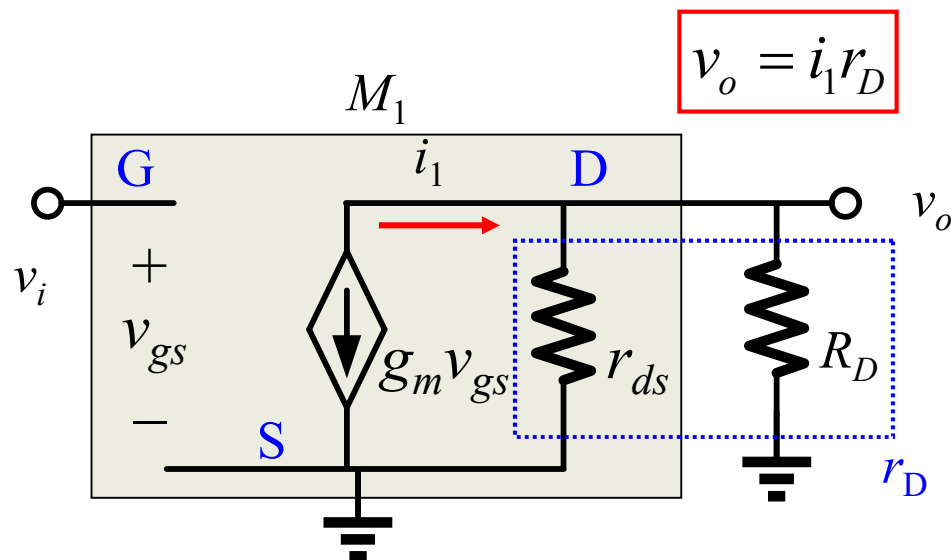 v_o = i_1 r_D
M_1
G
i_1
D
v_o
+
v_i
v_gs
−
g_m v_gs
r_ds
R_D
S
r_D